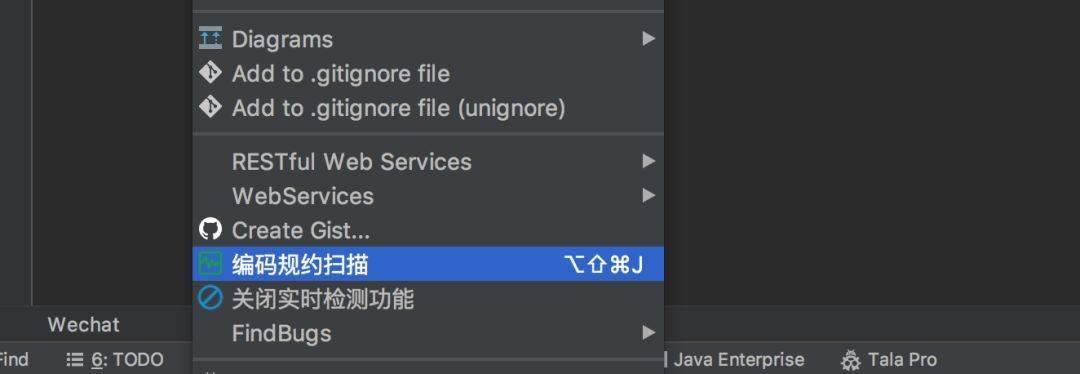 Diagrams
Add to .gitignore file
Add to .gitignore file (unignore)
RESTful Web Services
WebServices
Create Gist...
编码规约扫描 ⌥⇧⌘J
关闭实时检测功能
Wechat
FindBugs
Find 6: TODO Java Enterprise Tala Pro